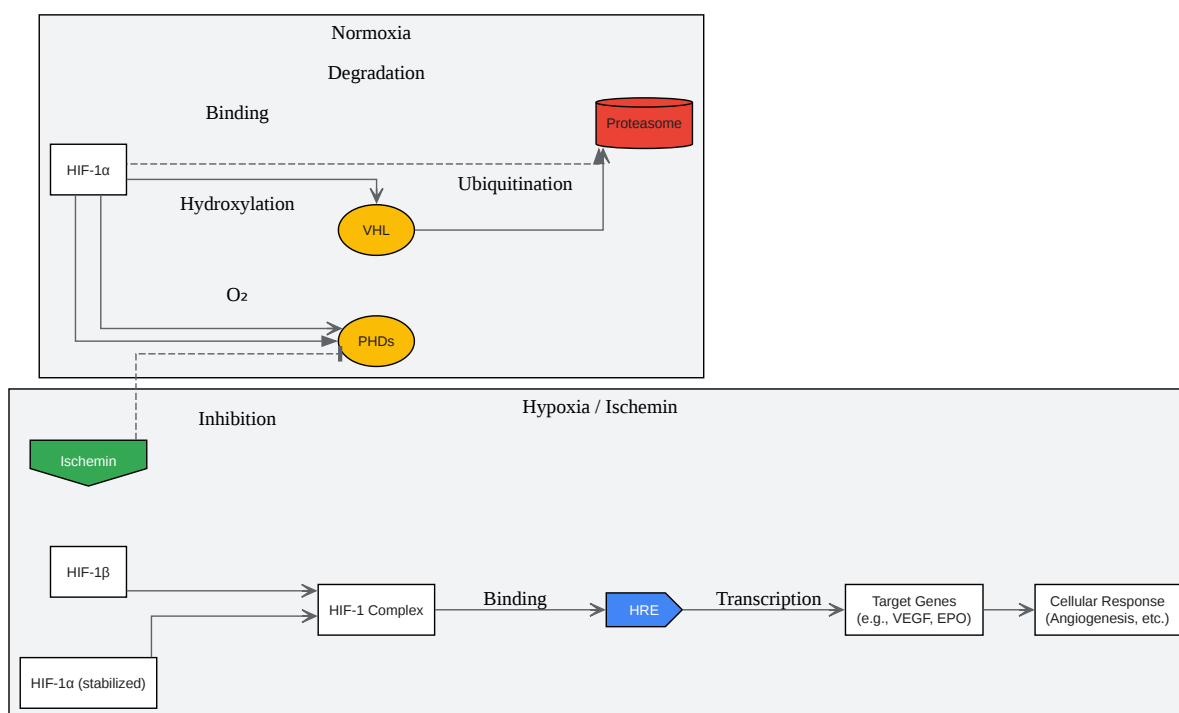 Normoxia
Degradation
Binding
Proteasome
HIF-1α
Ubiquitination
Hydroxylation
VHL
O₂
PHDs
Hypoxia / Ischemin
Inhibition
Ischemin
HIF-1β
HIF-1 Complex
Binding
HRE
Transcription
Target Genes
(e.g., VEGF, EPO)
Cellular Response
(Angiogenesis, etc.)
HIF-1α (stabilized)